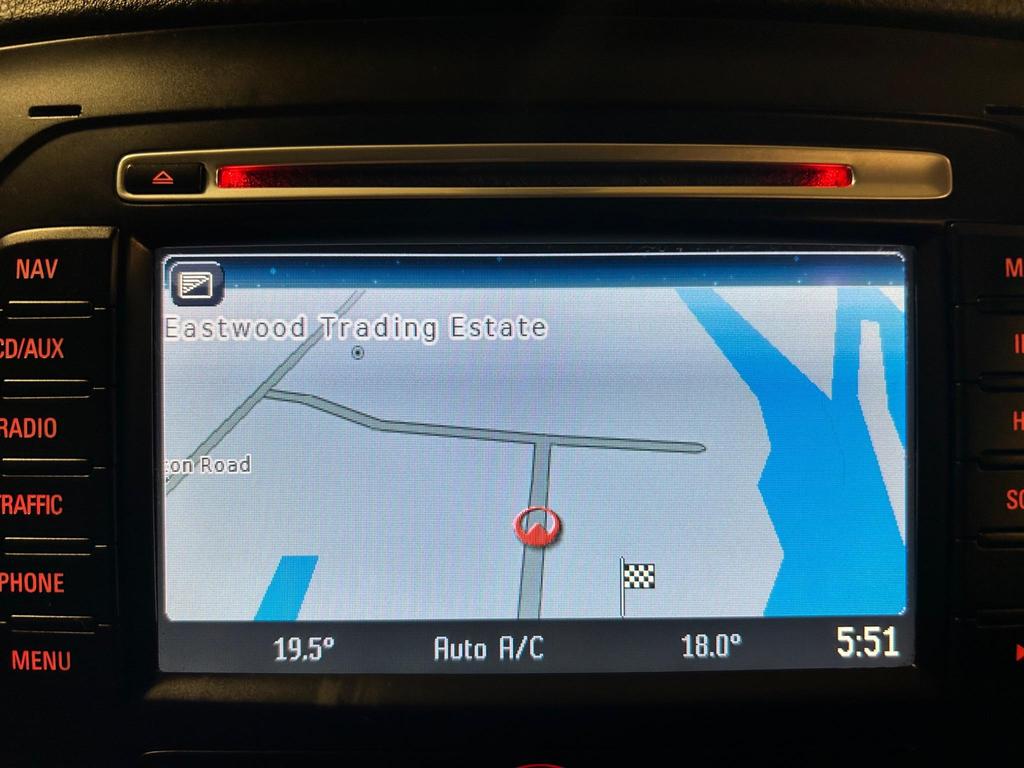 NAV
CD/AUX
RADIO
TRAFFIC
PHONE
MENU
Eastwood Trading Estate
ton Road
19.5°
Auto A/C
18.0°
5:51
M
H
SO